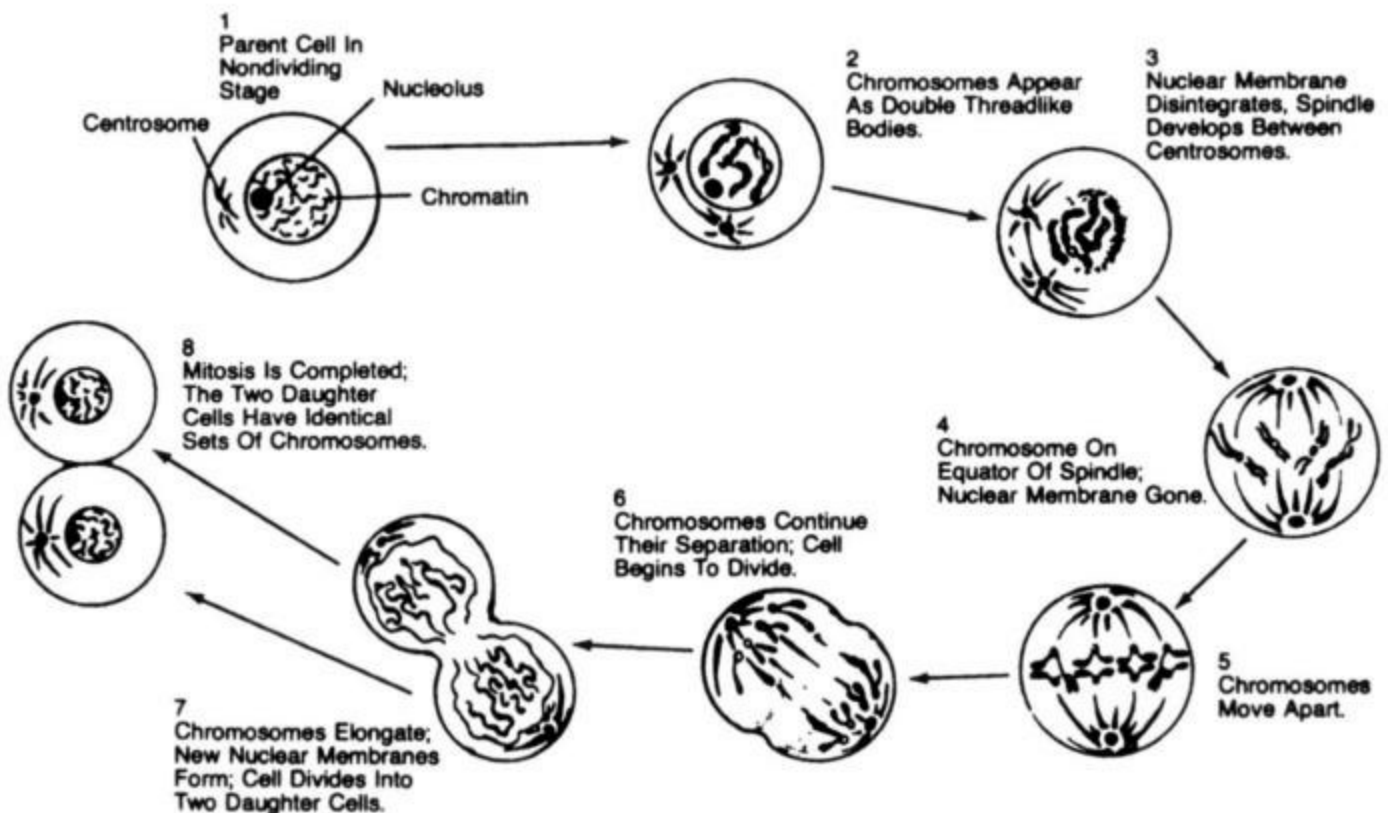 1
Parent Cell In
Nondividing
Stage
Nucleolus
Centrosome
Chromatin
2
Chromosomes Appear
As Double Threadlike
Bodies.
3
Nuclear Membrane
Disintegrates, Spindle
Develops Between
Centrosomes.
4
Chromosome On
Equator Of Spindle;
Nuclear Membrane Gone.
5
Chromosomes
Move Apart.
6
Chromosomes Continue
Their Separation; Cell
Begins To Divide.
7
Chromosomes Elongate;
New Nuclear Membranes
Form; Cell Divides Into
Two Daughter Cells.
8
Mitosis Is Completed;
The Two Daughter
Cells Have Identical
Sets Of Chromosomes.